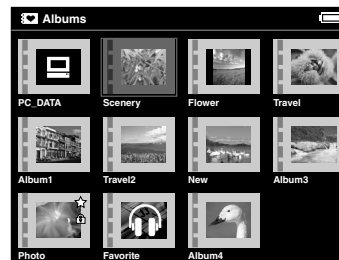 Albums
PC_DATA Scenery Flower Travel
Album1 Travel2 New Album3
Photo Favorite Album4